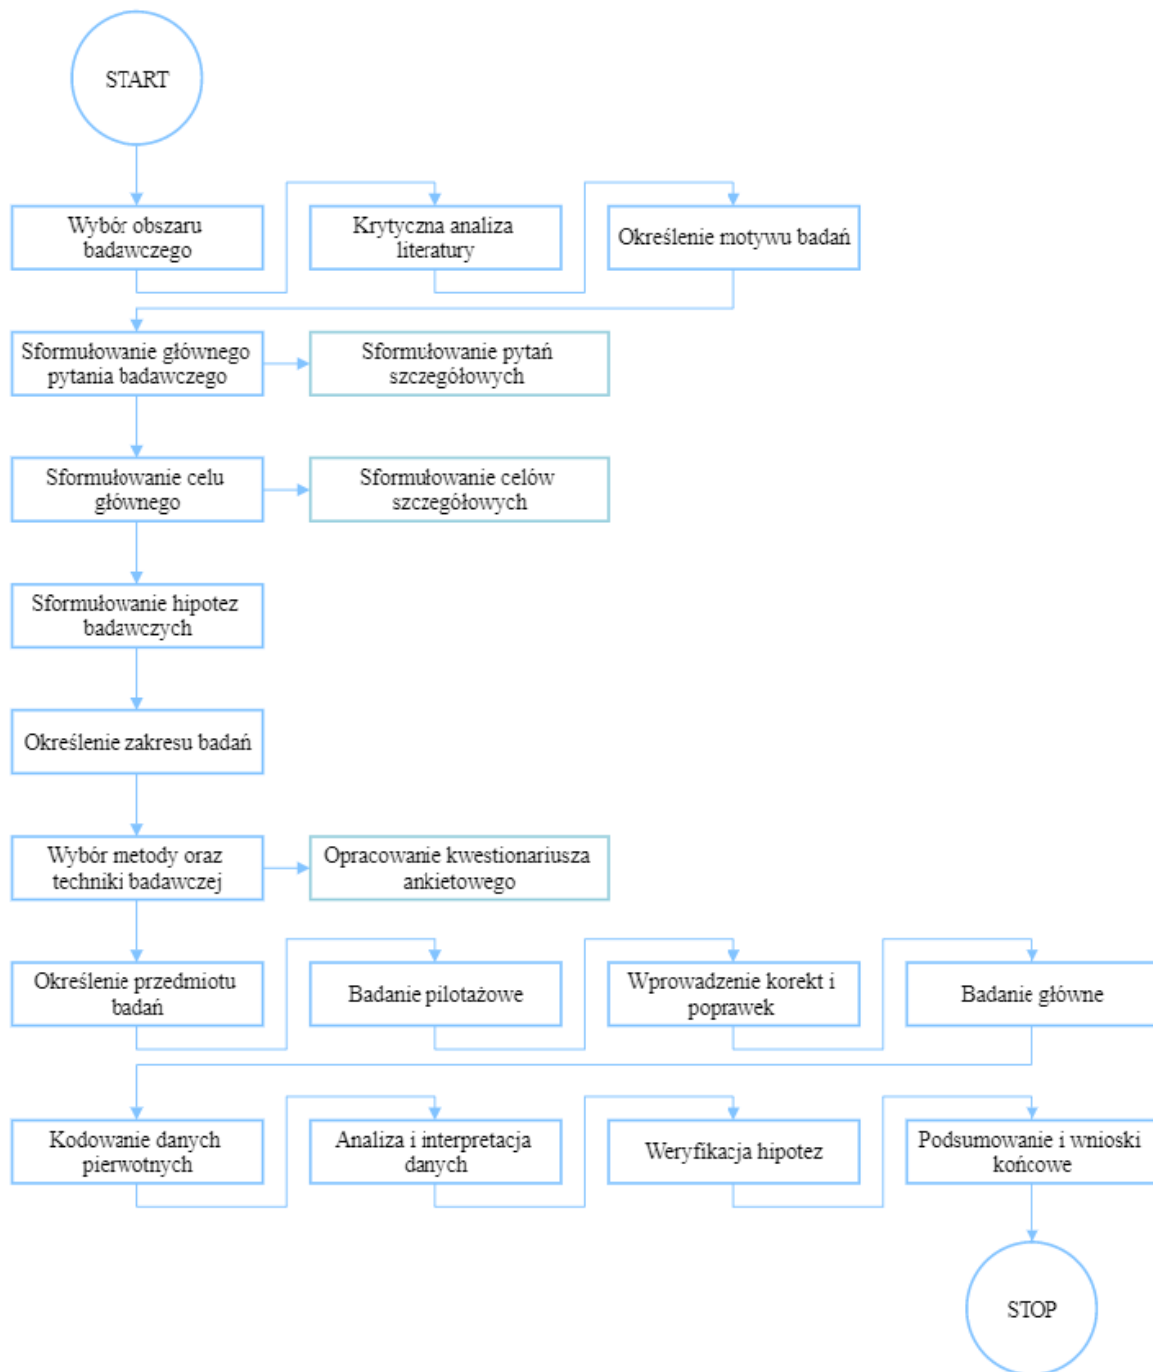 START
Wybór obszaru
badawczego
Krytyczna analiza
literatury
Określenie motywu badań
Sformułowanie głównego
pytania badawczego
Sformułowanie pytań
szczegółowych
Sformułowanie celu
głównego
Sformułowanie celów
szczegółowych
Sformułowanie hipotez
badawczych
Określenie zakresu badań
Wybór metody oraz
techniki badawczej
Opracowanie kwestionariusza
ankietowego
Określenie przedmiotu
badań
Badanie pilotażowe
Wprowadzenie korekt i
poprawek
Badanie główne
Kodowanie danych
pierwotnych
Analiza i interpretacja
danych
Weryfikacja hipotez
Podsumowanie i wnioski
końcowe
STOP